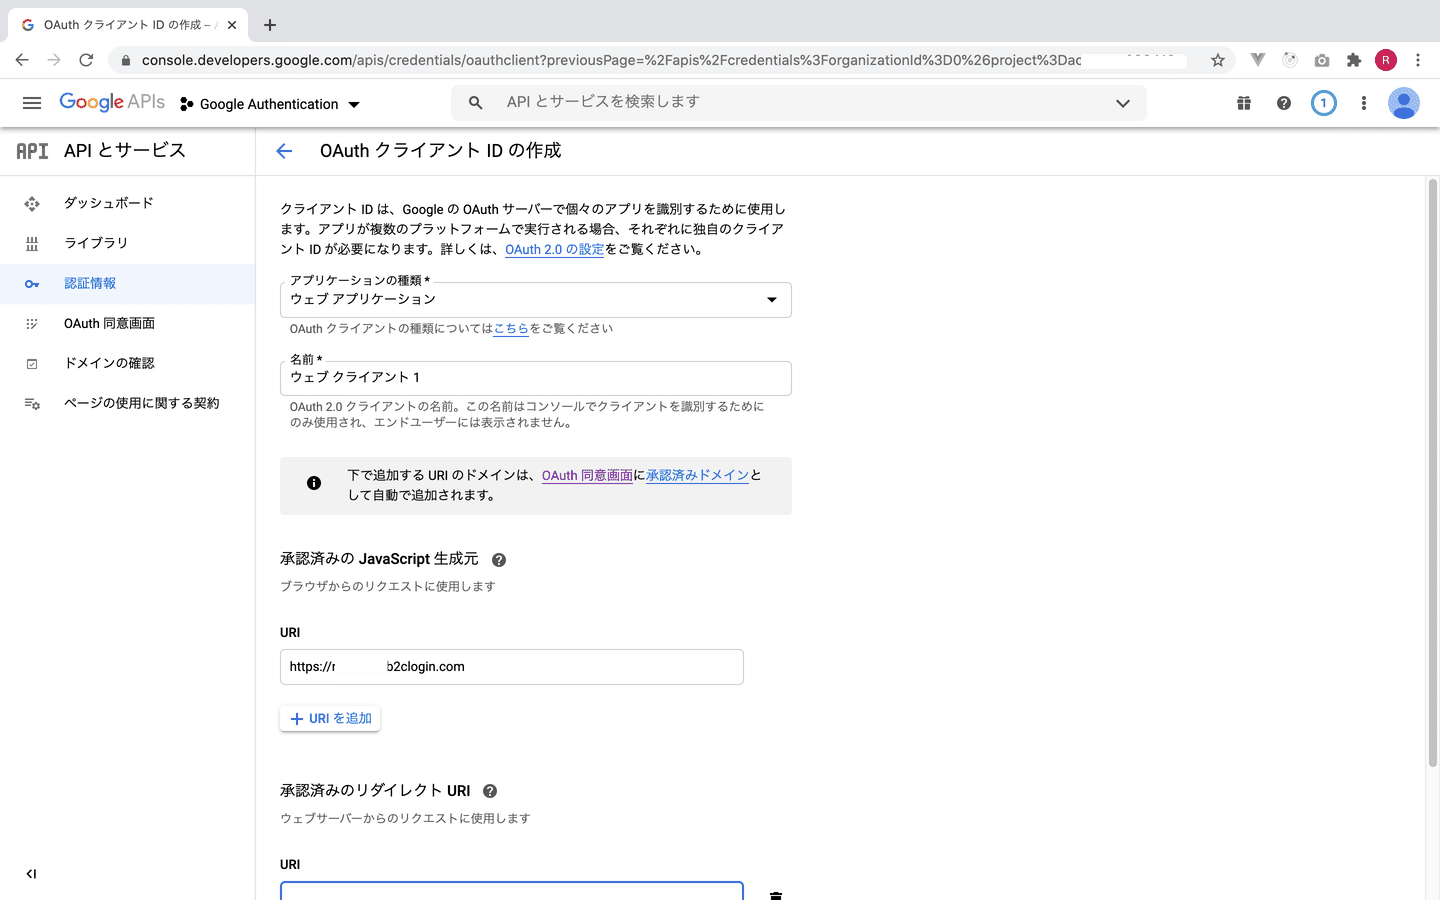 OAuth クライアント ID の作成 –
console.developers.google.com/apis/credentials/oauthclient?previousPage=%2Fapis%2Fcredentials%3ForganizationId%3D0%26project%3Dac
R
Google APIs
Google Authentication
API とサービスを検索します
1
API API とサービス
OAuth クライアント ID の作成
ダッシュボード
ライブラリ
認証情報
OAuth 同意画面
ドメインの確認
ページの使用に関する契約
クライアント ID は、Google の OAuth サーバーで個々のアプリを識別するために使用し
ます。アプリが複数のプラットフォームで実行される場合、それぞれに独自のクライア
ント ID が必要になります。詳しくは、OAuth 2.0 の設定をご覧ください。
アプリケーションの種類 *
ウェブ アプリケーション
OAuth クライアントの種類についてはこちらをご覧ください
名前 *
ウェブ クライアント 1
OAuth 2.0 クライアントの名前。この名前はコンソールでクライアントを識別するために
のみ使用され、エンドユーザーには表示されません。
下で追加する URI のドメインは、OAuth 同意画面に承認済みドメインと
して自動で追加されます。
承認済みの JavaScript 生成元
ブラウザからのリクエストに使用します
URI
https://r b2clogin.com
URI を追加
承認済みのリダイレクト URI
ウェブサーバーからのリクエストに使用します
URI